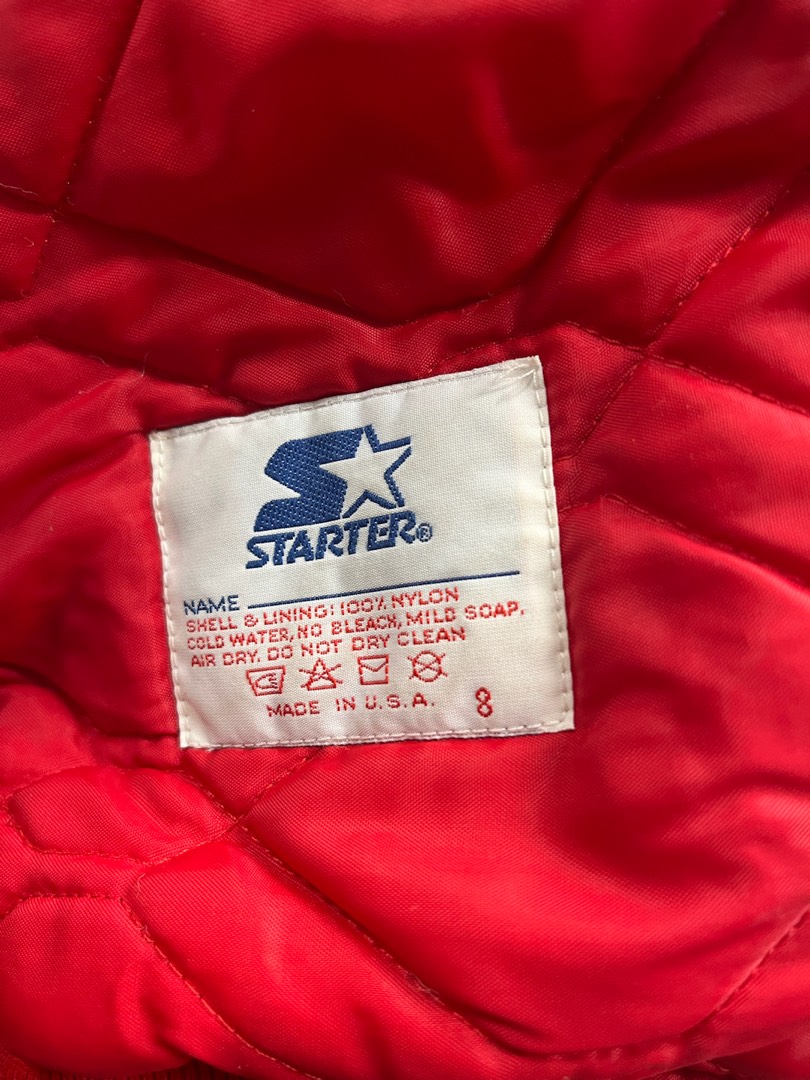 STARTER®
NAME
SHELL & LINING: 100% NYLON
COLD WATER, NO BLEACH, MILD SOAP.
AIR DRY. DO NOT DRY CLEAN
MADE IN U.S.A. 8